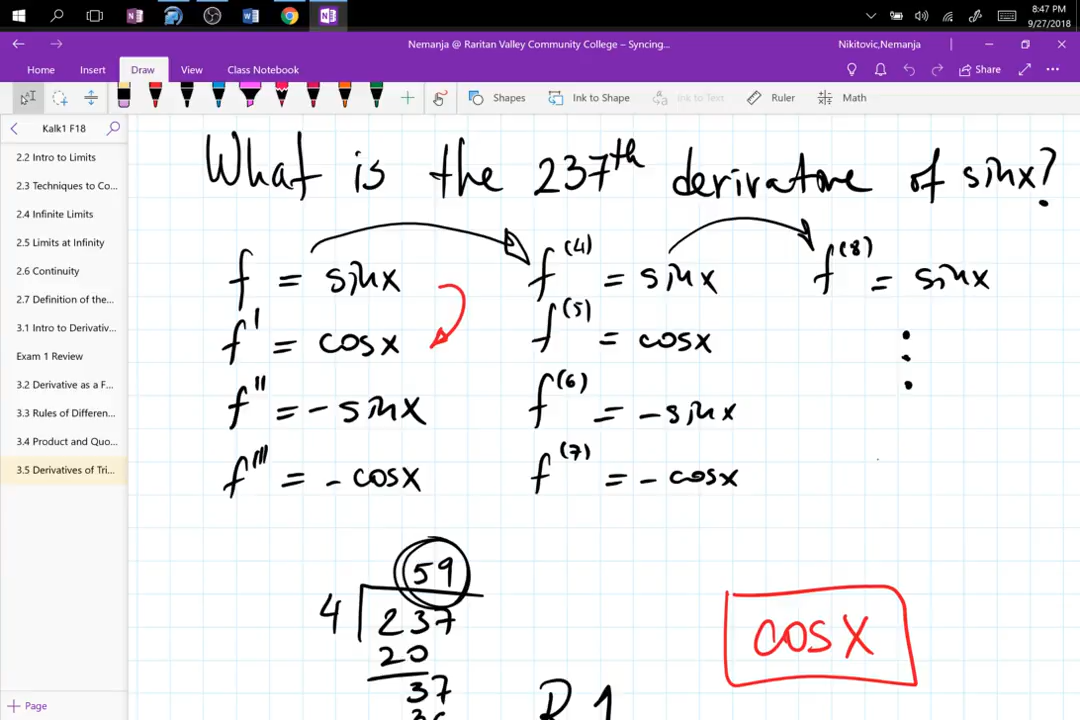 8:47 PM
9/27/2018
Nemanja @ Raritan Valley Community College – Syncing...
Nikitovic,Nemanja
Home Insert Draw View Class Notebook Share
Shapes Ink to Shape Ink to Text Ruler Math
Kalk1 F18
2.2 Intro to Limits
2.3 Techniques to Co...
2.4 Infinite Limits
2.5 Limits at Infinity
2.6 Continuity
2.7 Definition of the...
3.1 Intro to Derivativ...
Exam 1 Review
3.2 Derivative as a F...
3.3 Rules of Differen...
3.4 Product and Quo...
3.5 Derivatives of Tri...
+ Page
What is the 237th derivative of sinx?
f = sinx f^(4) = sinx f^(8) = sinx
f' = cosx f^(5) = cosx ⋮
f'' = -sinx f^(6) = -sinx
f''' = -cosx f^(7) = -cosx
59
4 237
20
37
R 1
cosx